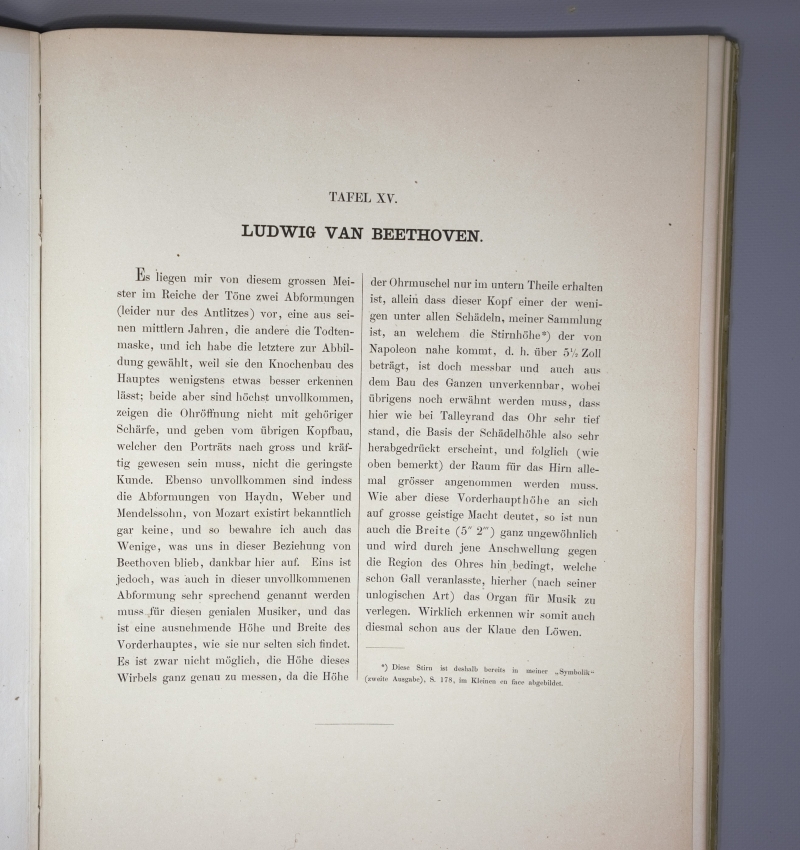 TAFEL XV.
LUDWIG VAN BEETHOVEN.
Es liegen mir von diesem grossen Mei-
ster im Reiche der Töne zwei Abformungen
(leider nur des Antlitzes) vor, eine aus sei-
nen mittlern Jahren, die andere die Todten-
maske, und ich habe die letztere zur Abbil-
dung gewählt, weil sie den Knochenbau des
Hauptes wenigstens etwas besser erkennen
lässt; beide aber sind höchst unvollkommen,
zeigen die Ohröffnung nicht mit gehöriger
Schärfe, und geben vom übrigen Kopfbau,
welcher den Porträts nach gross und kräf-
tig gewesen sein muss, nicht die geringste
Kunde. Ebenso unvollkommen sind indess
die Abformungen von Haydn, Weber und
Mendelssohn, von Mozart existirt bekanntlich
gar keine, und so bewahre ich auch das
Wenige, was uns in dieser Beziehung von
Beethoven blieb, dankbar hier auf. Eins ist
jedoch, was auch in dieser unvollkommenen
Abformung sehr sprechend genannt werden
muss für diesen genialen Musiker, und das
ist eine ausnehmende Höhe und Breite des
Vorderhauptes, wie sie nur selten sich findet.
Es ist zwar nicht möglich, die Höhe dieses
Wirbels ganz genau zu messen, da die Höhe
der Ohrmuschel nur im untern Theile erhalten
ist, allein dass dieser Kopf einer der weni-
gen unter allen Schädeln, meiner Sammlung
ist, an welchem die Stirnhöhe*) der von
Napoleon nahe kommt, d. h. über 5½ Zoll
beträgt, ist doch messbar und auch aus
dem Bau des Ganzen unverkennbar, wobei
übrigens noch erwähnt werden muss, dass
hier wie bei Talleyrand das Ohr sehr tief
stand, die Basis der Schädelhöhle also sehr
herabgedrückt erscheint, und folglich (wie
oben bemerkt) der Raum für das Hirn alle-
mal grösser angenommen werden muss.
Wie aber diese Vorderhaupthöhe an sich
auf grosse geistige Macht deutet, so ist nun
auch die Breite (5″ 2‴) ganz ungewöhnlich
und wird durch jene Anschwellung gegen
die Region des Ohres hin bedingt, welche
schon Gall veranlasste, hierher (nach seiner
unlogischen Art) das Organ für Musik zu
verlegen. Wirklich erkennen wir somit auch
diesmal schon aus der Klaue den Löwen.
*) Diese Stirn ist deshalb bereits in meiner „Symbolik“
(zweite Ausgabe), S. 178, im Kleinen en face abgebildet.